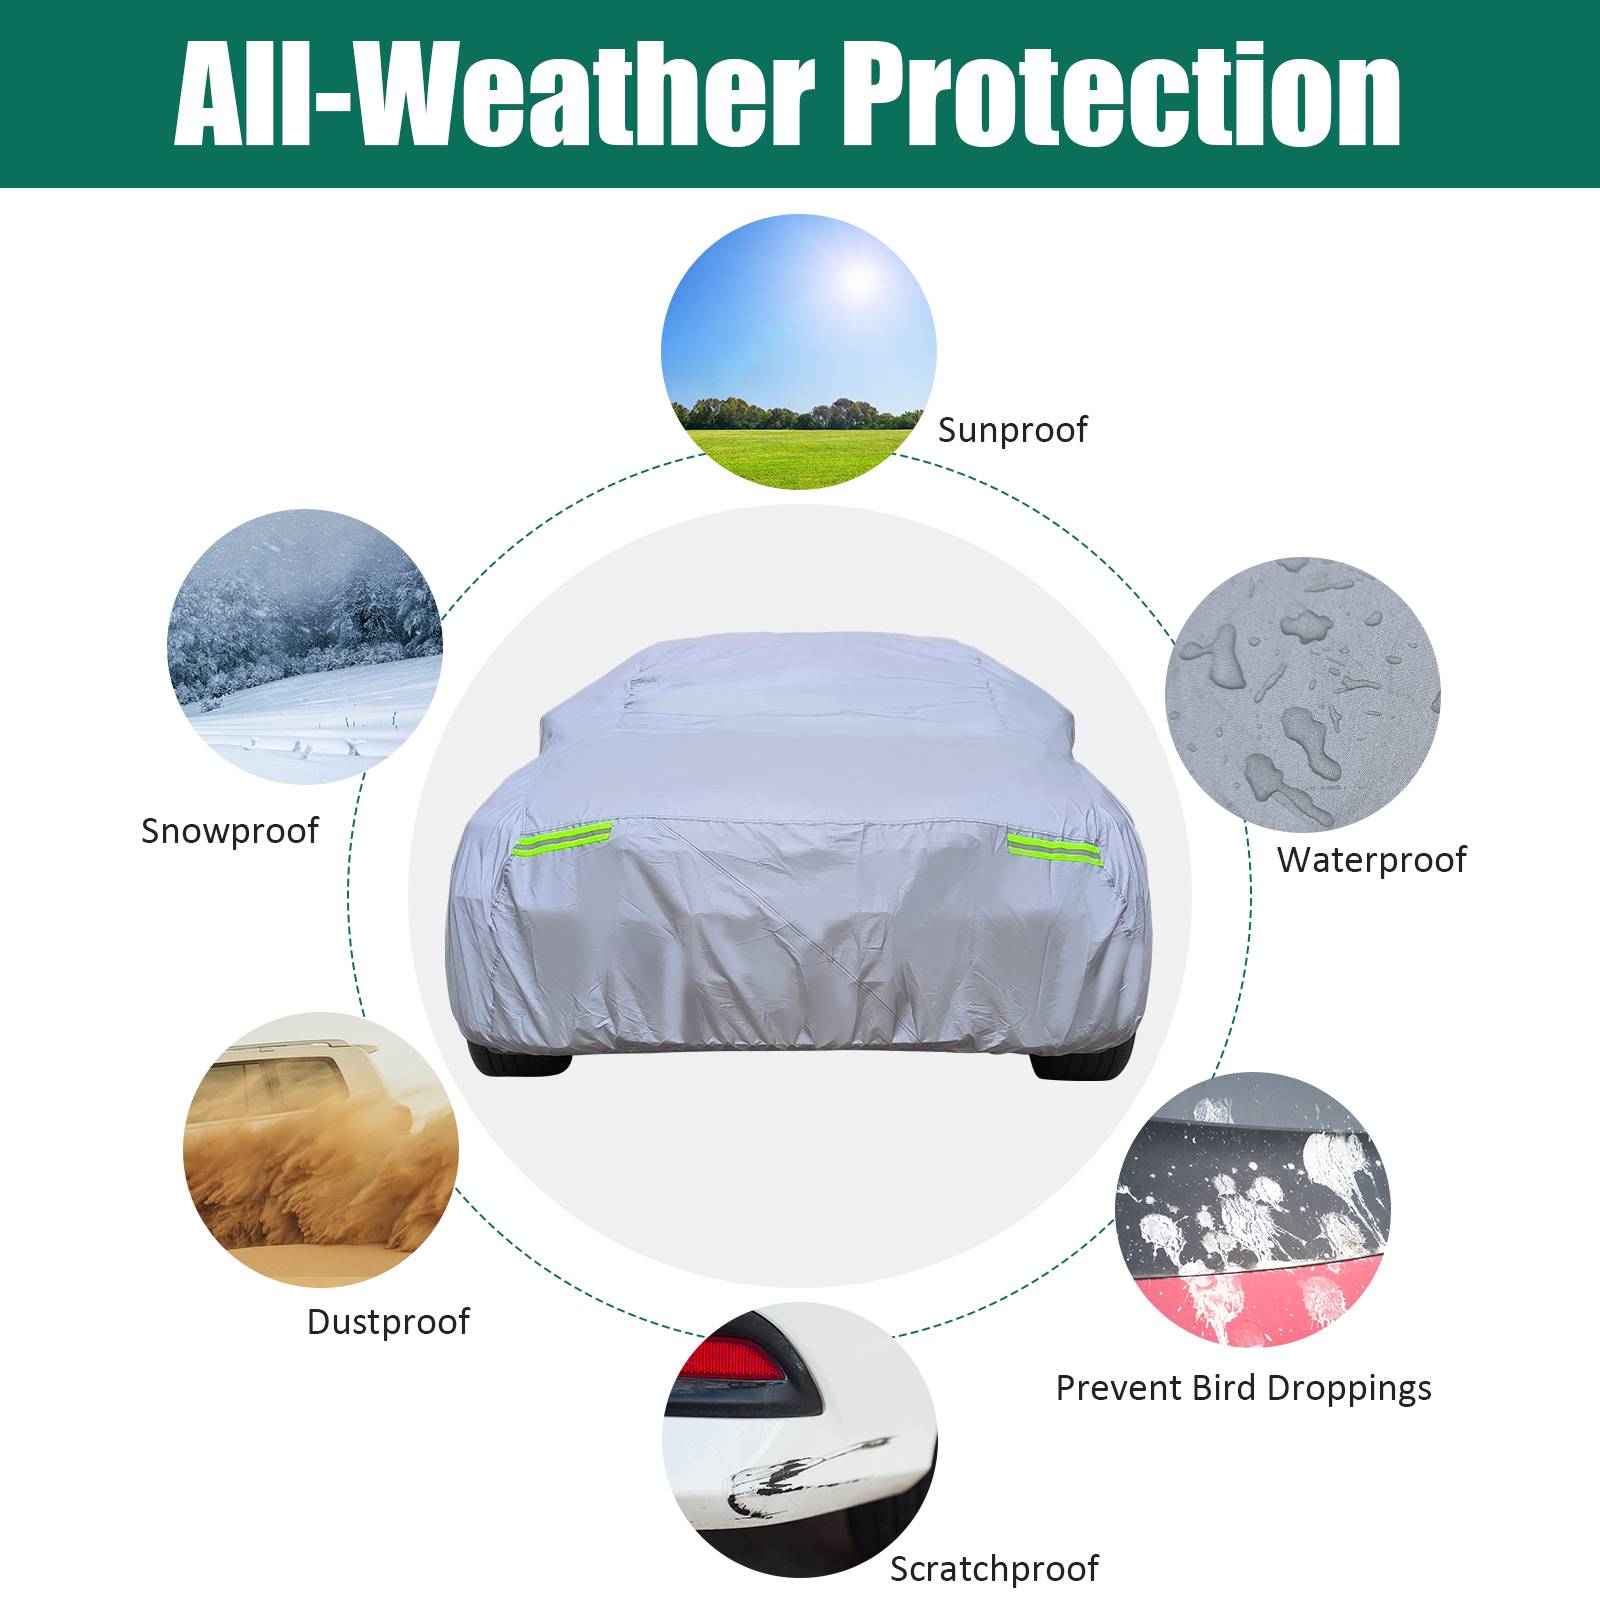 All-Weather Protection
Sunproof
Snowproof
Waterproof
Dustproof
Prevent Bird Droppings
Scratchproof